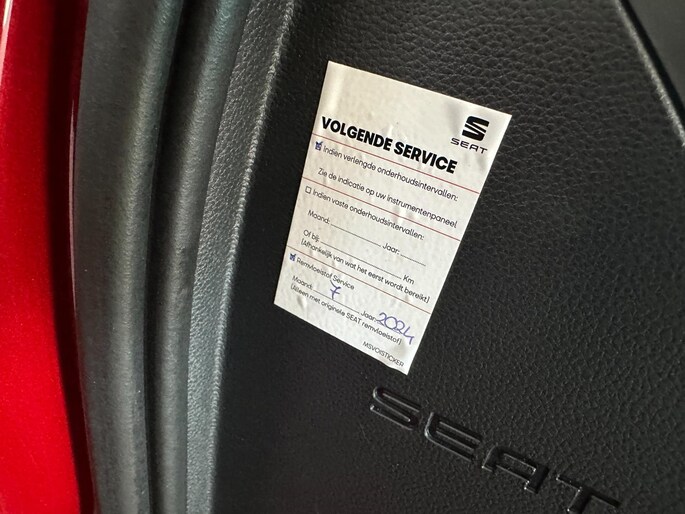 SEAT
VOLGENDE SERVICE
Indien verlengde onderhoudsintervallen:
Zie de indicatie op uw instrumentenpaneel
Indien vaste onderhoudsintervallen:
Maand: Jaar:
Of bij Km
(Afhankelijk van wat het eerst wordt bereikt)
Remvloeistof Service
Maand: 7 Jaar: 2024
(Alleen met originele SEAT remvloeistof)
MSVOISTICKER
SEAT